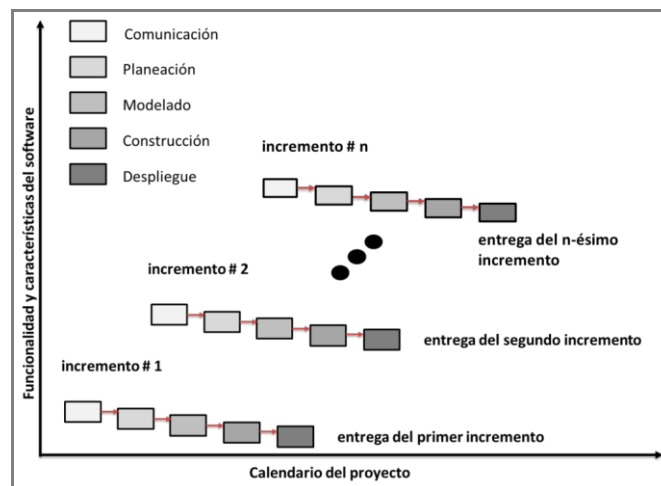 Comunicación
Planeación
Modelado
Construcción
Despliegue
incremento # n
entrega del n-ésimo
incremento
incremento # 2
entrega del segundo incremento
incremento # 1
entrega del primer incremento
Funcionalidad y características del software
Calendario del proyecto